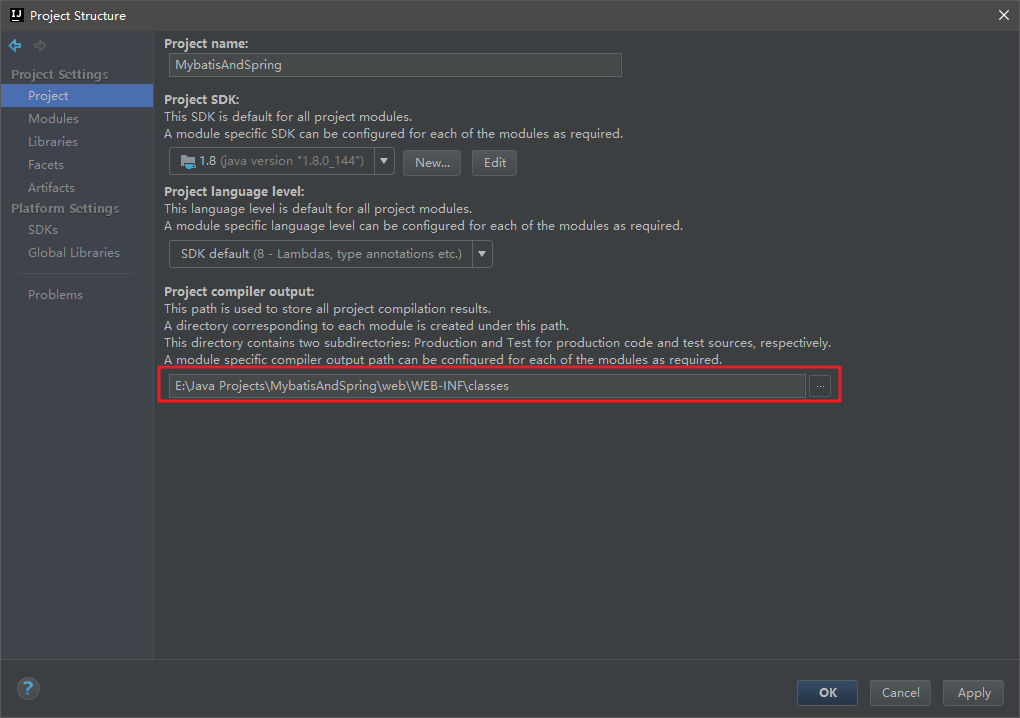 Project Structure
Project Settings
Project
Modules
Libraries
Facets
Artifacts
Platform Settings
SDKs
Global Libraries
Problems
Project name:
MybatisAndSpring
Project SDK:
This SDK is default for all project modules.
A module specific SDK can be configured for each of the modules as required.
1.8 (java version "1.8.0_144")
New...
Edit
Project language level:
This language level is default for all project modules.
A module specific language level can be configured for each of the modules as required.
SDK default (8 - Lambdas, type annotations etc.)
Project compiler output:
This path is used to store all project compilation results.
A directory corresponding to each module is created under this path.
This directory contains two subdirectories: Production and Test for production code and test sources, respectively.
A module specific compiler output path can be configured for each of the modules as required.
E:\Java Projects\MybatisAndSpring\web\WEB-INF\classes
...
?
OK
Cancel
Apply